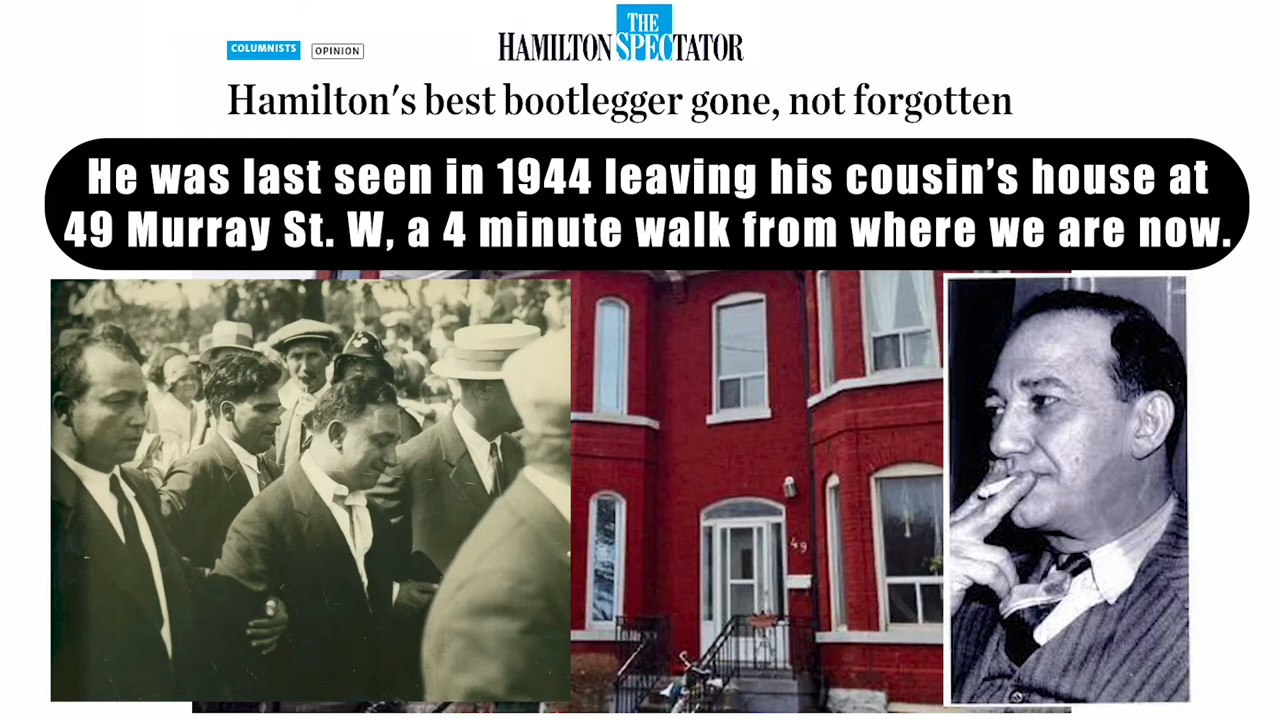 THE
HAMILTON SPECTATOR
COLUMNISTS OPINION
Hamilton's best bootlegger gone, not forgotten
He was last seen in 1944 leaving his cousin’s house at
49 Murray St. W, a 4 minute walk from where we are now.
49